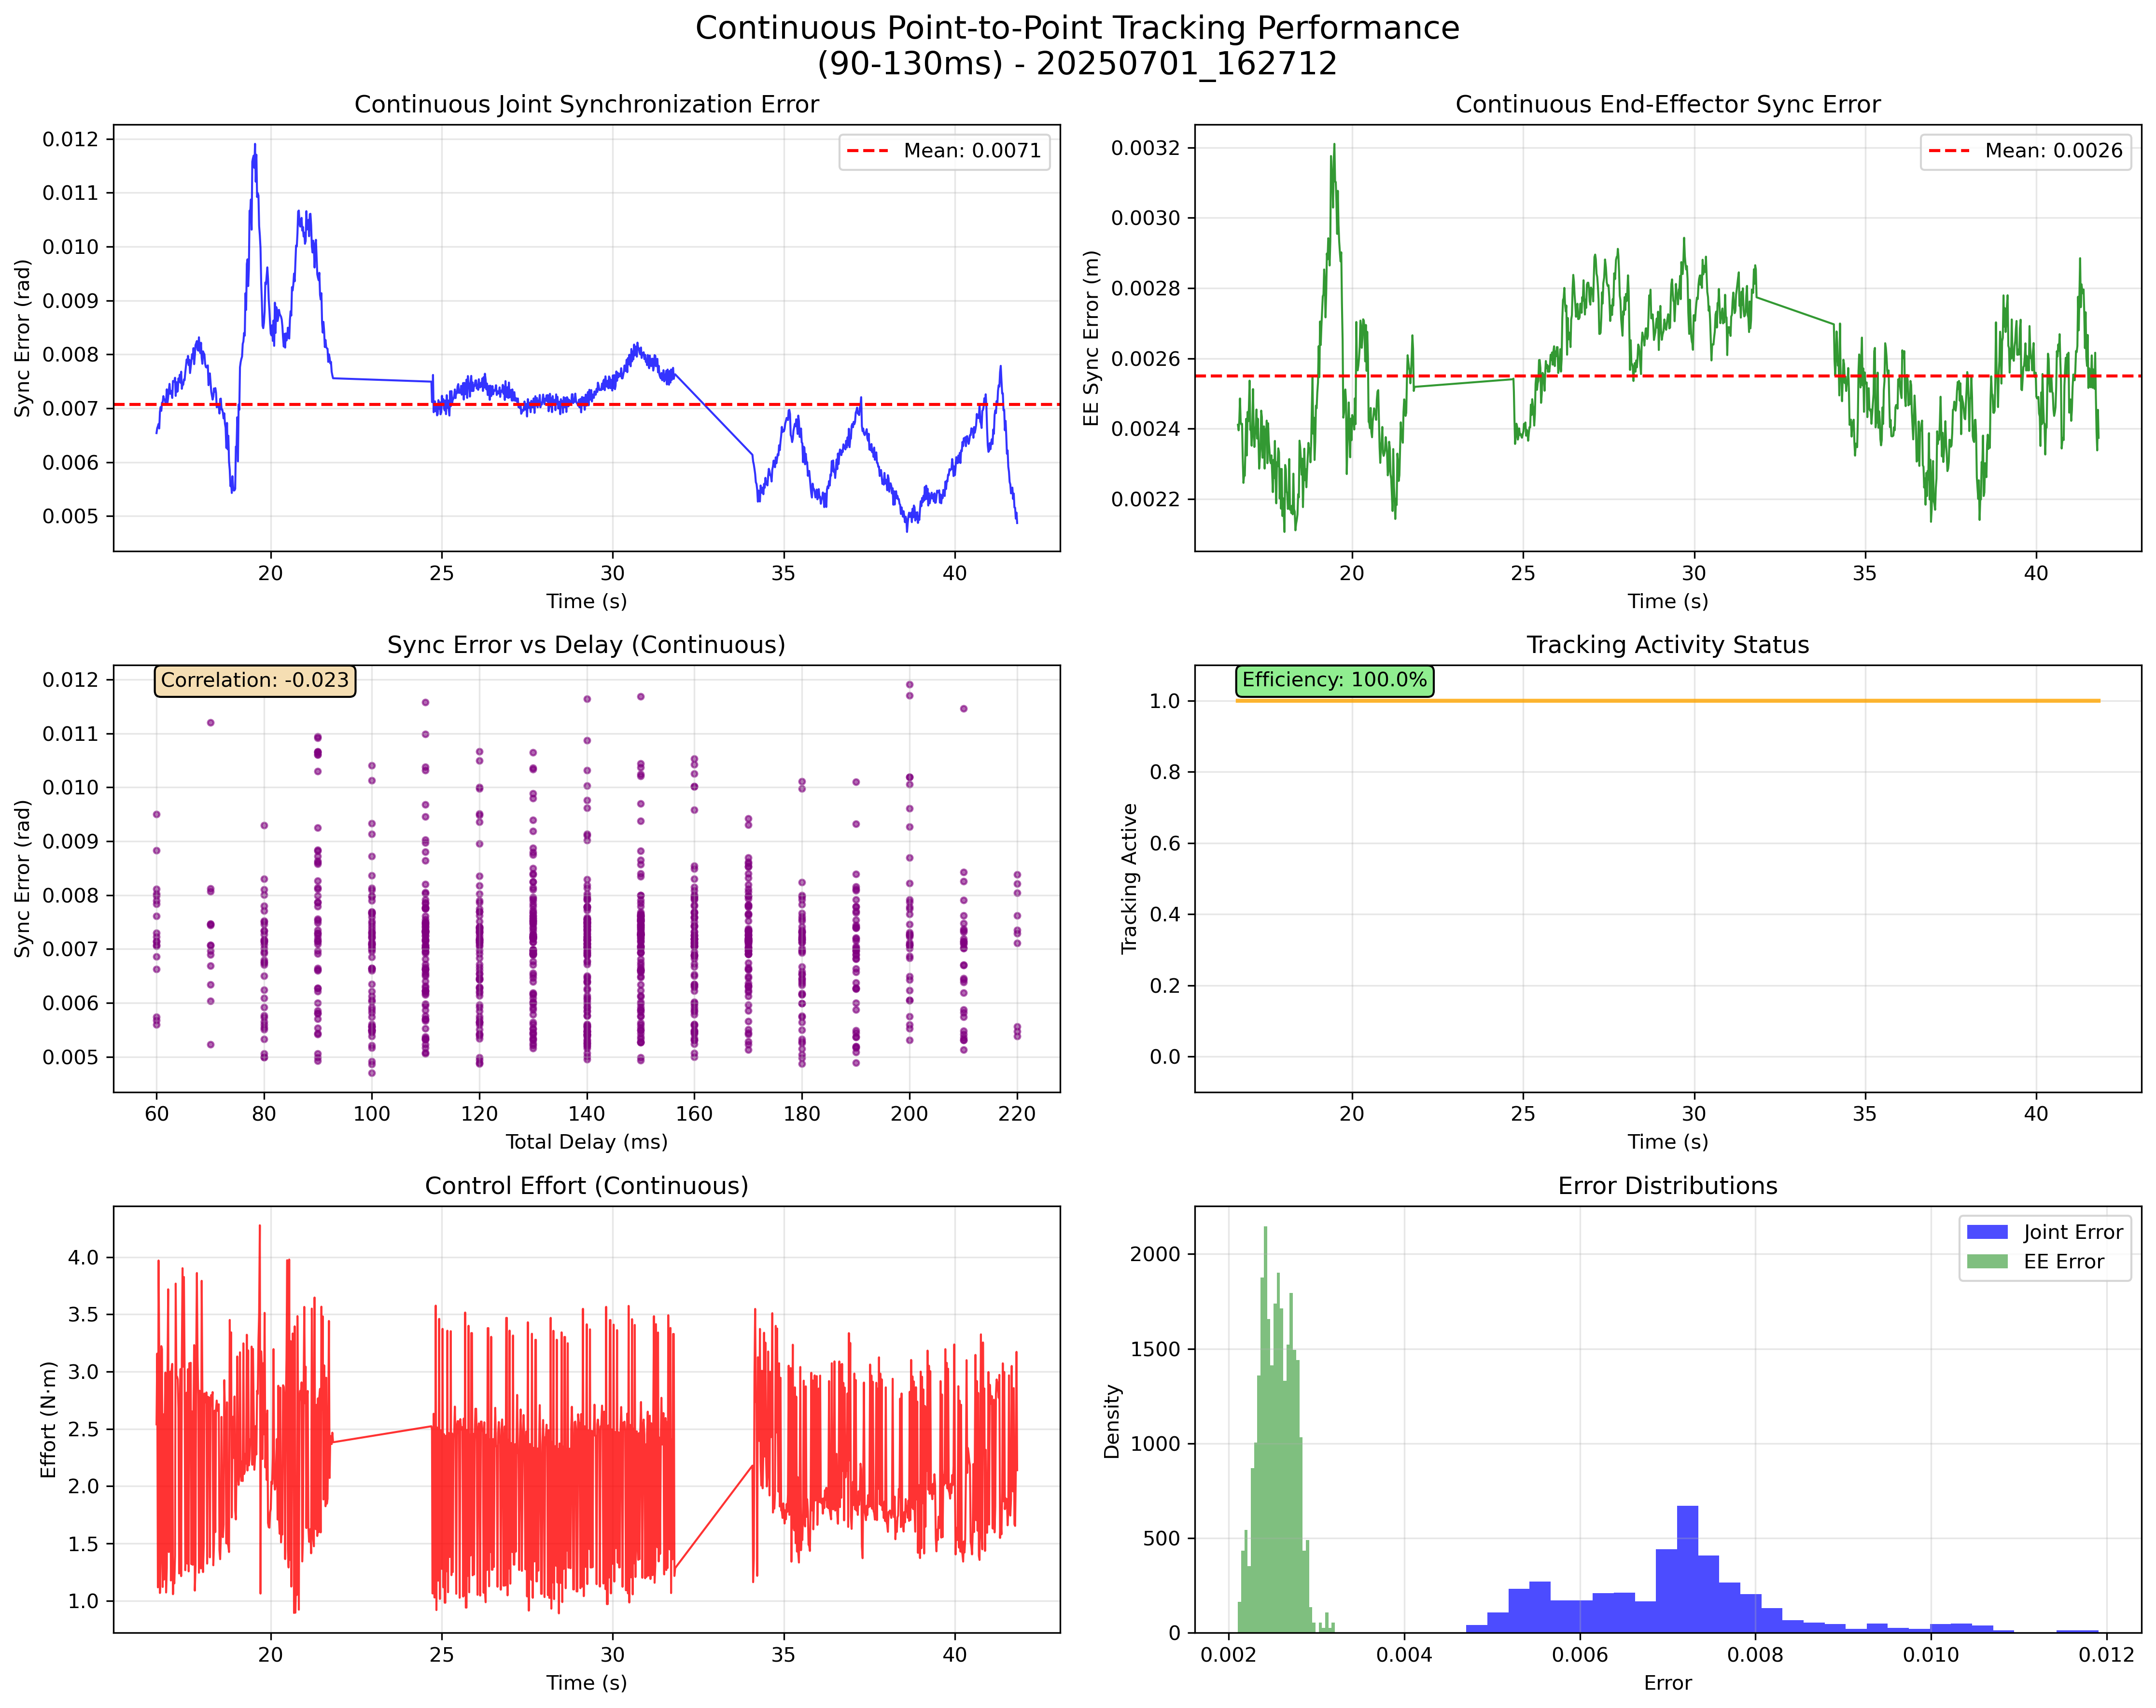 Continuous Point-to-Point Tracking Performance
(90-130ms) - 20250701_162712
Continuous Joint Synchronization Error
Sync Error (rad)
0.012
0.011
0.010
0.009
0.008
0.007
0.006
0.005
Mean: 0.0071
20
25
30
35
40
Time (s)
Continuous End-Effector Sync Error
EE Sync Error (m)
0.0032
0.0030
0.0028
0.0026
0.0024
0.0022
Mean: 0.0026
20
25
30
35
40
Time (s)
Sync Error vs Delay (Continuous)
Sync Error (rad)
0.012
0.011
0.010
0.009
0.008
0.007
0.006
0.005
Correlation: -0.023
60
80
100
120
140
160
180
200
220
Total Delay (ms)
Tracking Activity Status
Tracking Active
1.0
0.8
0.6
0.4
0.2
0.0
Efficiency: 100.0%
20
25
30
35
40
Time (s)
Control Effort (Continuous)
Effort (N·m)
4.0
3.5
3.0
2.5
2.0
1.5
1.0
20
25
30
35
40
Time (s)
Error Distributions
Density
2000
1500
1000
500
0
Joint Error
EE Error
0.002
0.004
0.006
0.008
0.010
0.012
Error